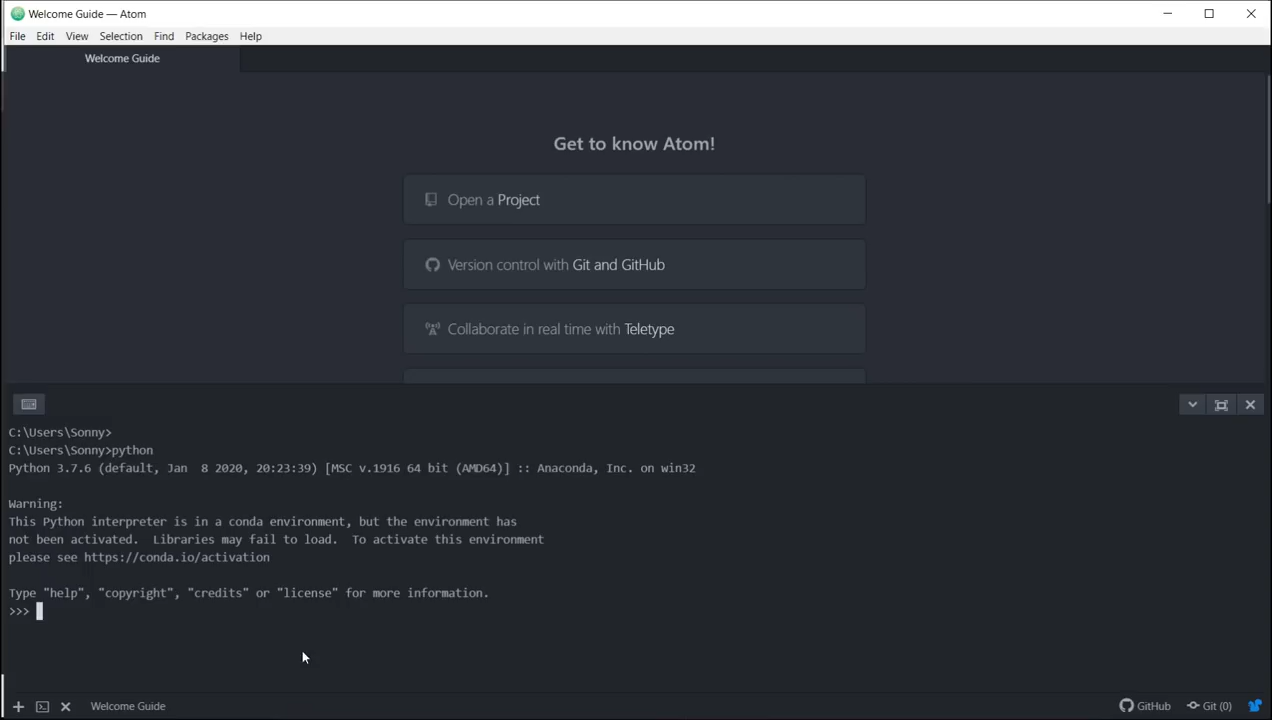 Welcome Guide — Atom
File Edit View Selection Find Packages Help
Welcome Guide
Get to know Atom!
Open a Project
Version control with Git and GitHub
Collaborate in real time with Teletype
C:\Users\Sonny>
C:\Users\Sonny>python
Python 3.7.6 (default, Jan  8 2020, 20:23:39) [MSC v.1916 64 bit (AMD64)] :: Anaconda, Inc. on win32
Warning:
This Python interpreter is in a conda environment, but the environment has
not been activated.  Libraries may fail to load.  To activate this environment
please see https://conda.io/activation
Type "help", "copyright", "credits" or "license" for more information.
>>>
Welcome Guide GitHub Git (0)